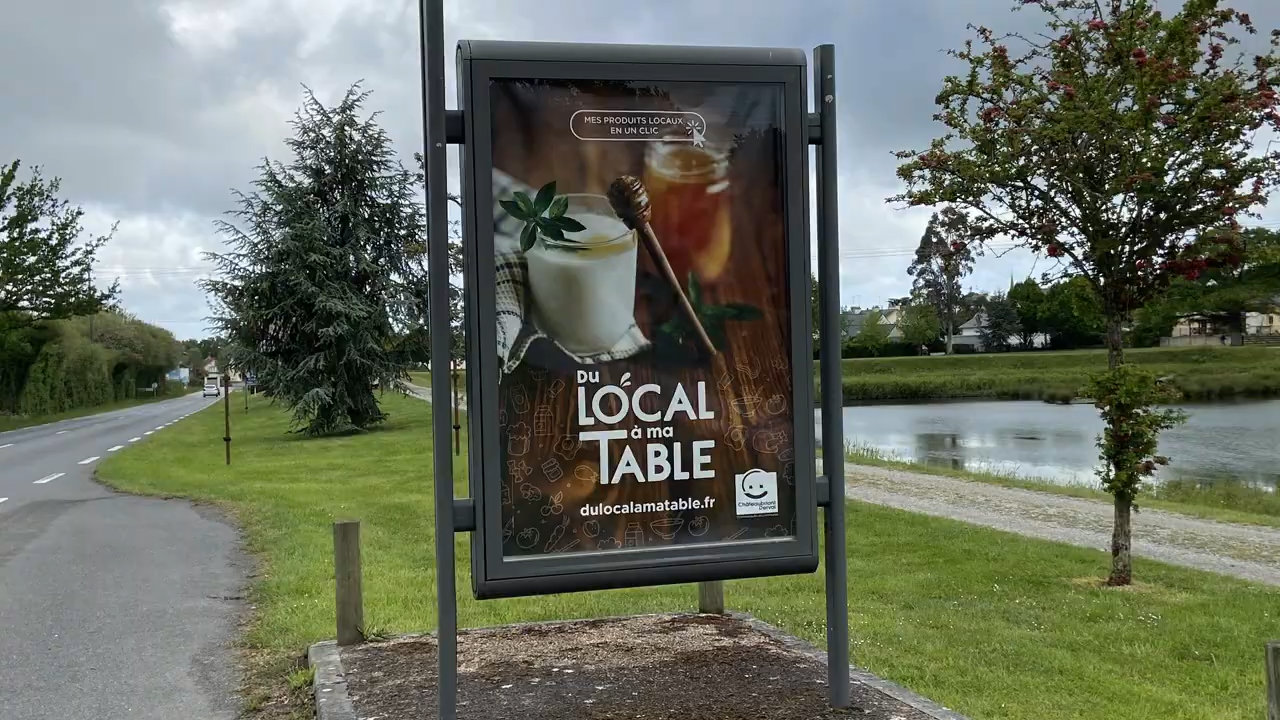 MES PRODUITS LOCAUX
EN UN CLIC
DU
LOCAL
à ma
TABLE
dulocalamatable.fr
Châteaubriant
Derval